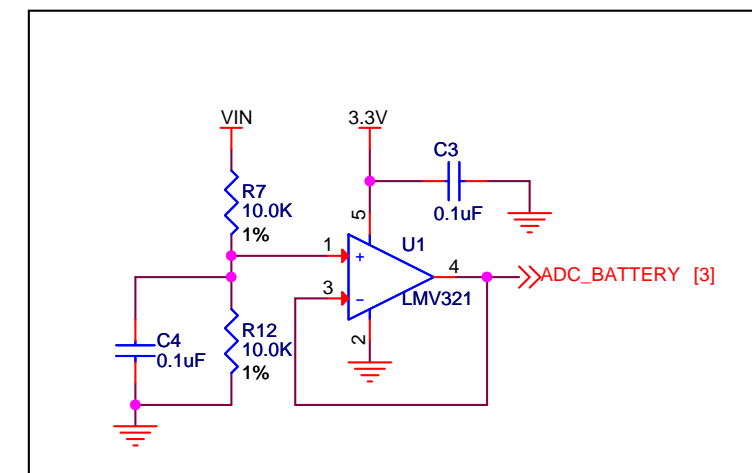 VIN
3.3V
C3
0.1uF
R7
10.0K
1%
5
U1
1
+
4
ADC_BATTERY [3]
3
-
LMV321
2
C4
0.1uF
R12
10.0K
1%